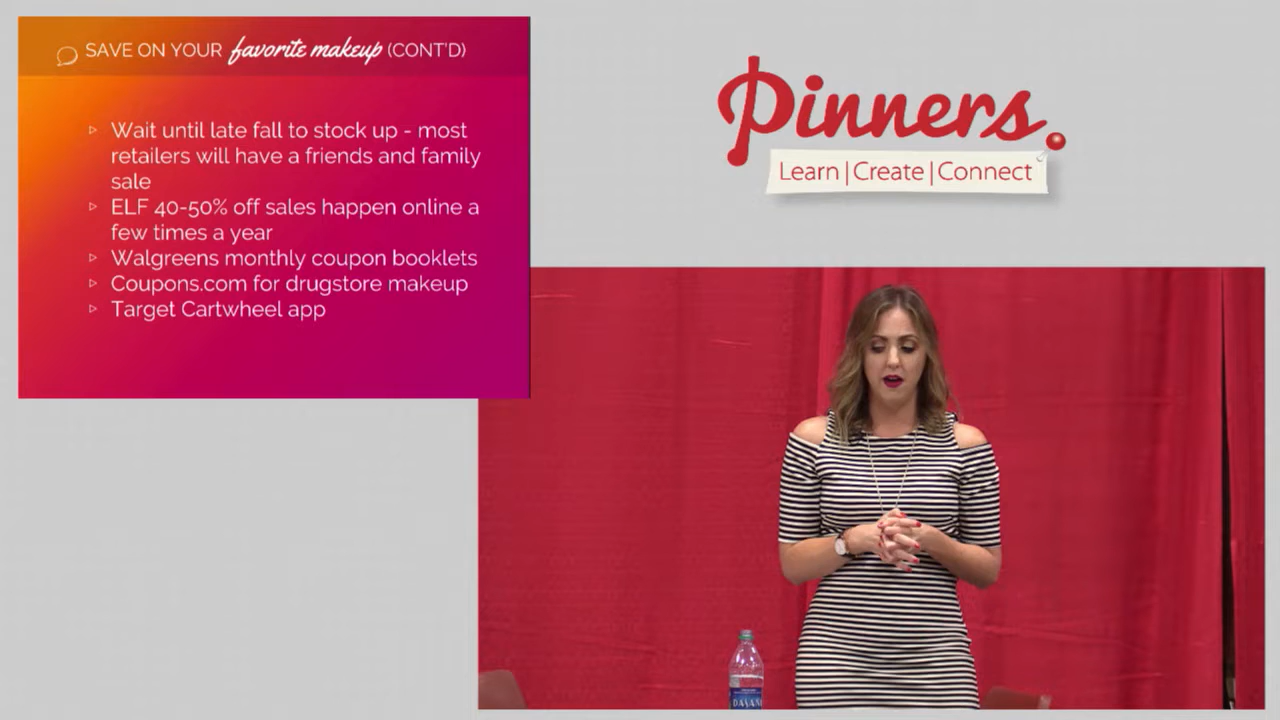 SAVE ON YOUR favorite makeup (CONT'D)
▹ Wait until late fall to stock up - most
retailers will have a friends and family
sale
▹ ELF 40-50% off sales happen online a
few times a year
▹ Walgreens monthly coupon booklets
▹ Coupons.com for drugstore makeup
▹ Target Cartwheel app
Pinners.
Learn|Create|Connect
DASANI